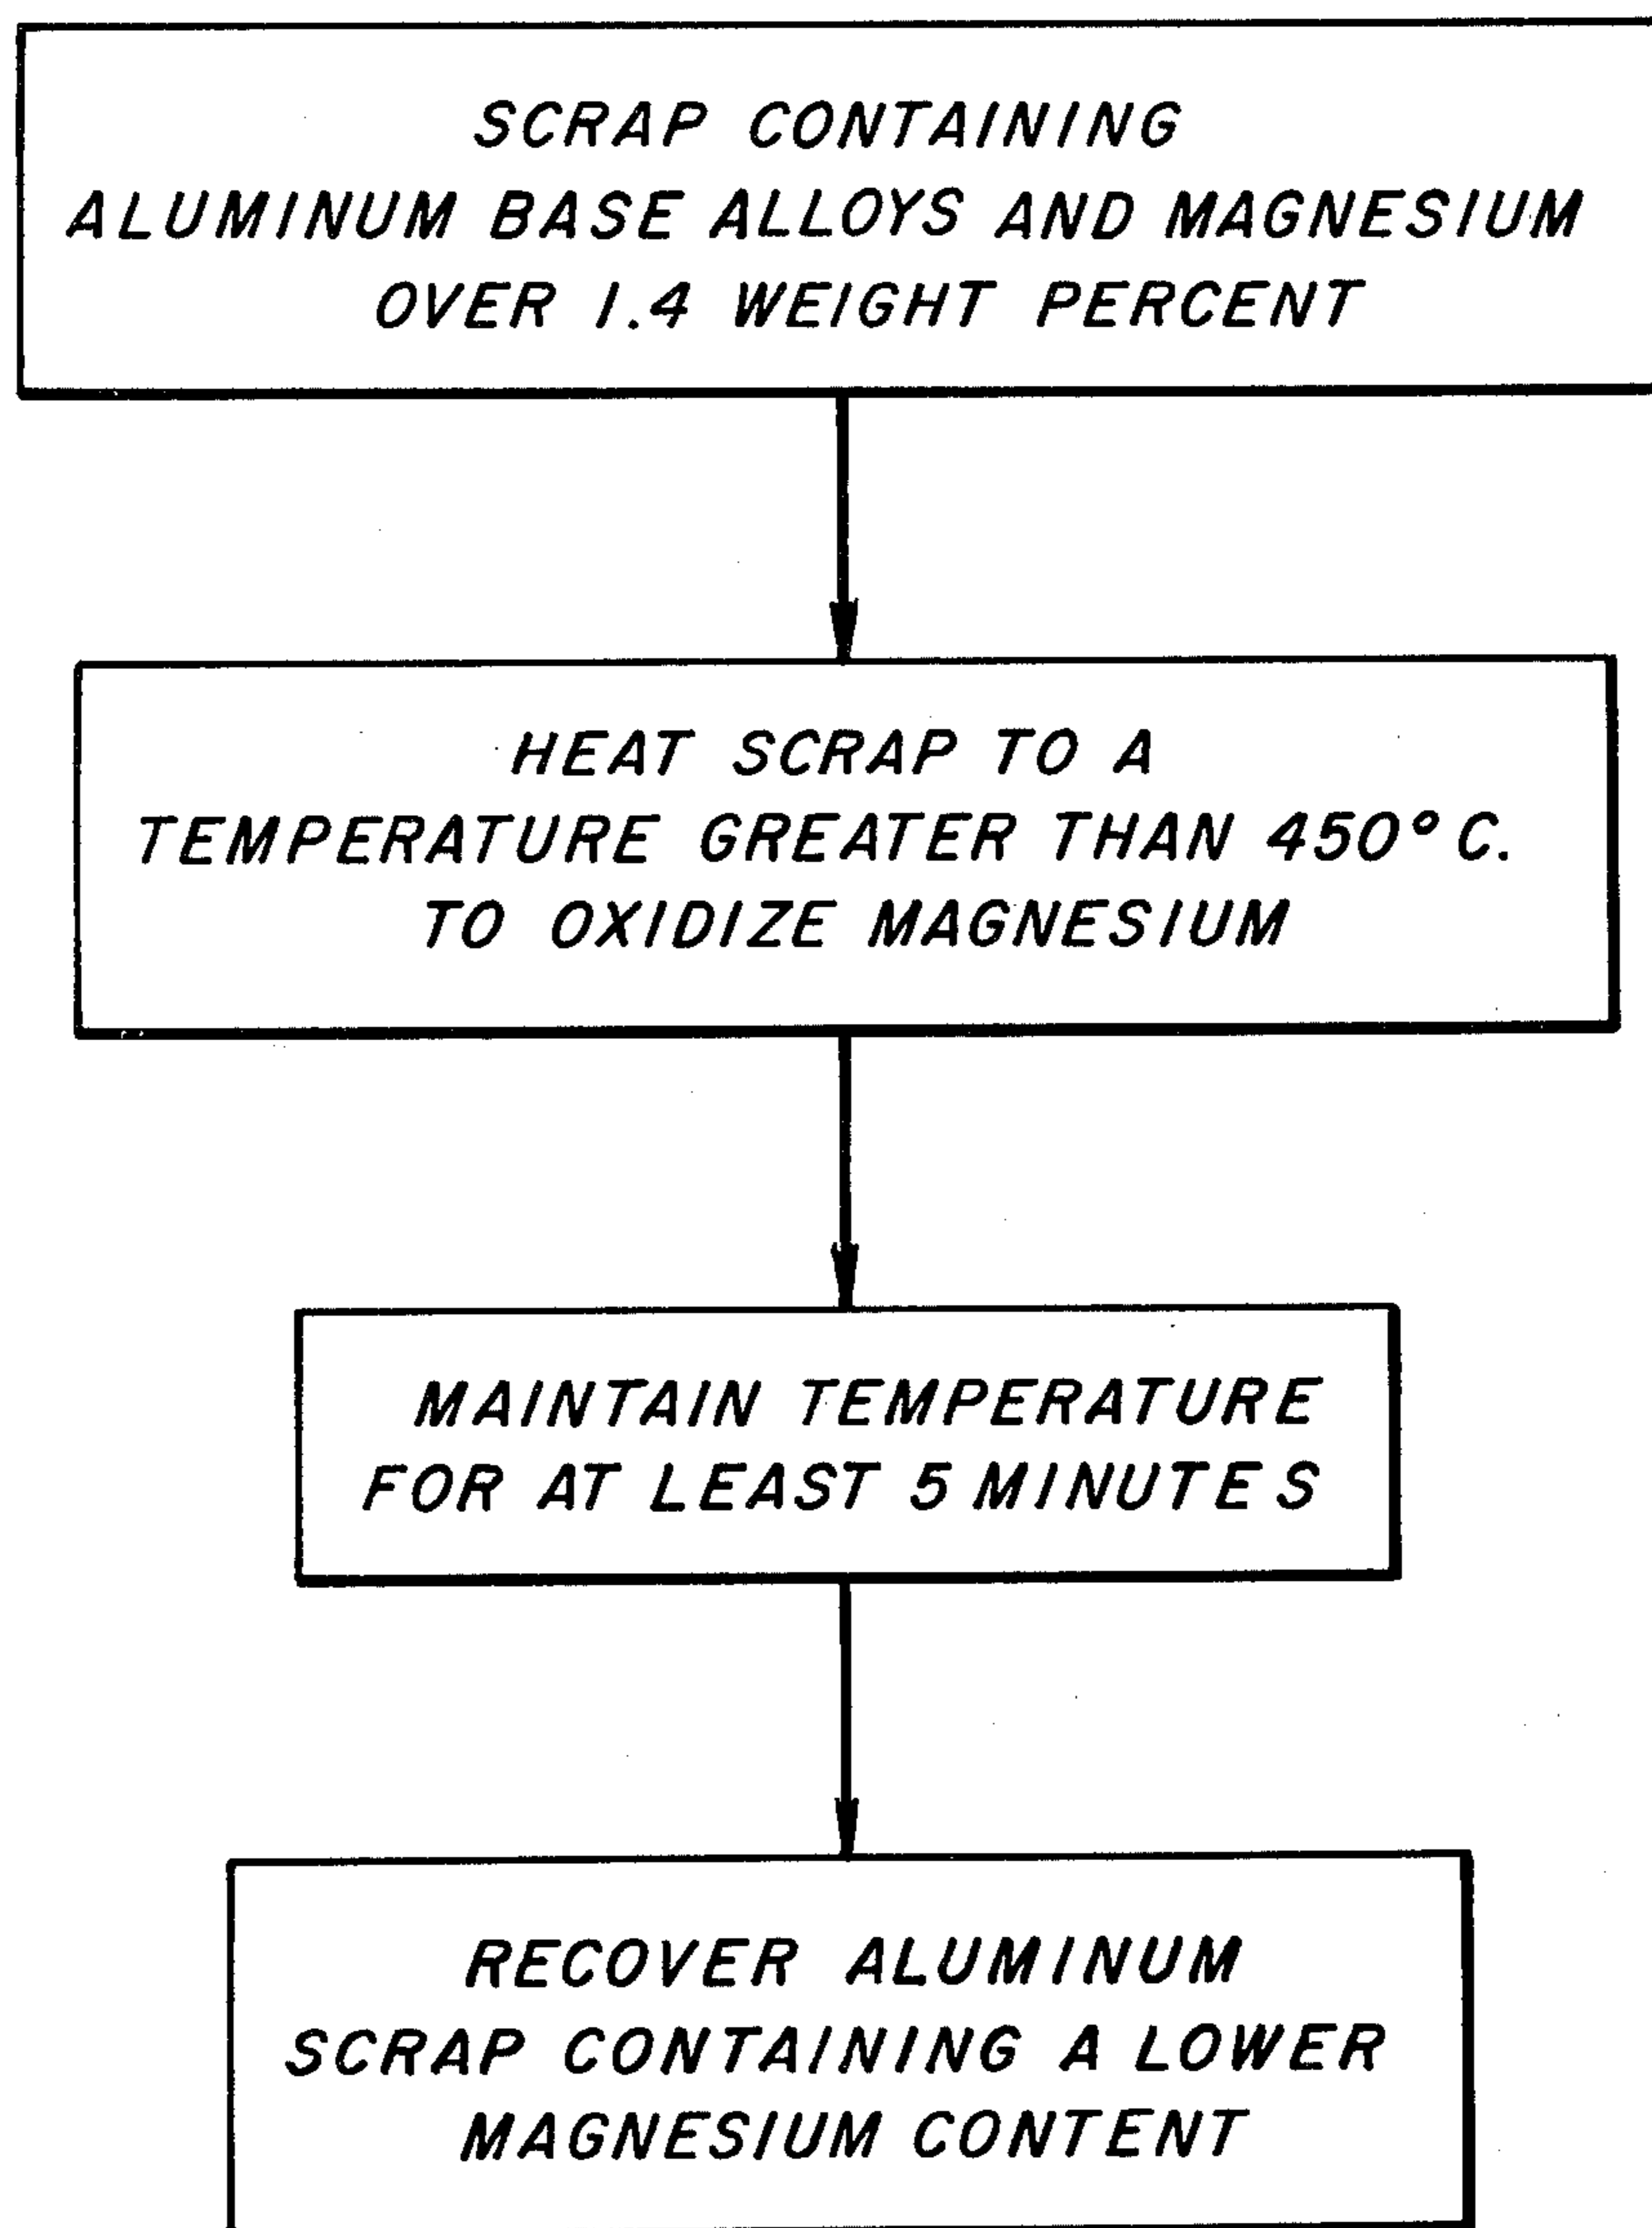 SCRAP CONTAINING
ALUMINUM BASE ALLOYS AND MAGNESIUM
OVER 1.4 WEIGHT PERCENT
HEAT SCRAP TO A
TEMPERATURE GREATER THAN 450°C.
TO OXIDIZE MAGNESIUM
MAINTAIN TEMPERATURE
FOR AT LEAST 5 MINUTES
RECOVER ALUMINUM
SCRAP CONTAINING A LOWER
MAGNESIUM CONTENT